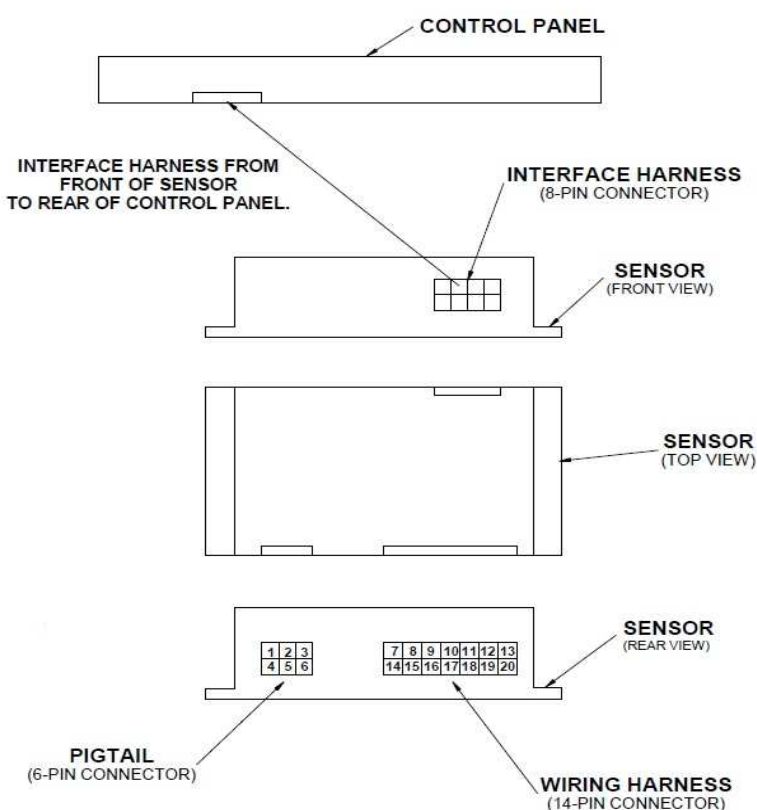 CONTROL PANEL
INTERFACE HARNESS FROM
FRONT OF SENSOR
TO REAR OF CONTROL PANEL.
INTERFACE HARNESS
(8-PIN CONNECTOR)
SENSOR
(FRONT VIEW)
SENSOR
(TOP VIEW)
SENSOR
(REAR VIEW)
1 2 3
4 5 6
7 8 9 10 11 12 13
14 15 16 17 18 19 20
PIGTAIL
(6-PIN CONNECTOR)
WIRING HARNESS
(14-PIN CONNECTOR)